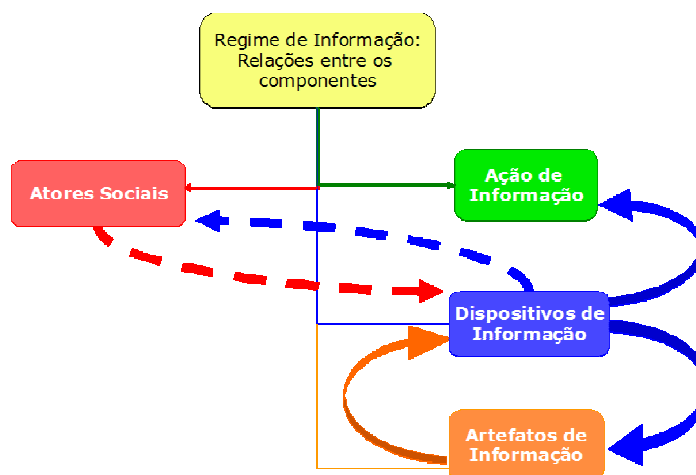 Regime de Informação:
Relações entre os
componentes
Atores Sociais
Ação de
Informação
Dispositivos de
Informação
Artefatos de
Informação